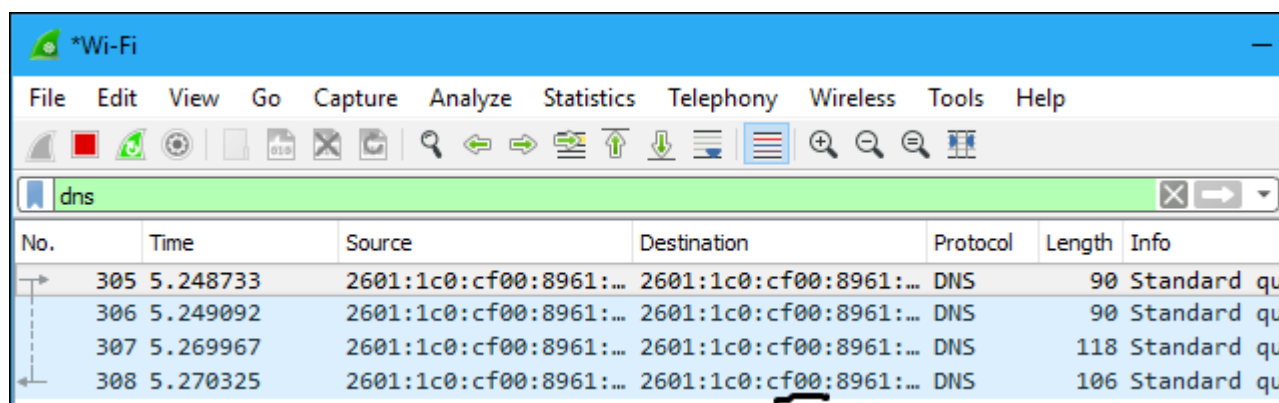 *Wi-Fi
File Edit View Go Capture Analyze Statistics Telephony Wireless Tools Help
dns
No. Time Source Destination Protocol Length Info
305 5.248733 2601:1c0:cf00:8961:… 2601:1c0:cf00:8961:… DNS 90 Standard qu
306 5.249092 2601:1c0:cf00:8961:… 2601:1c0:cf00:8961:… DNS 90 Standard qu
307 5.269967 2601:1c0:cf00:8961:… 2601:1c0:cf00:8961:… DNS 118 Standard qu
308 5.270325 2601:1c0:cf00:8961:… 2601:1c0:cf00:8961:… DNS 106 Standard qu